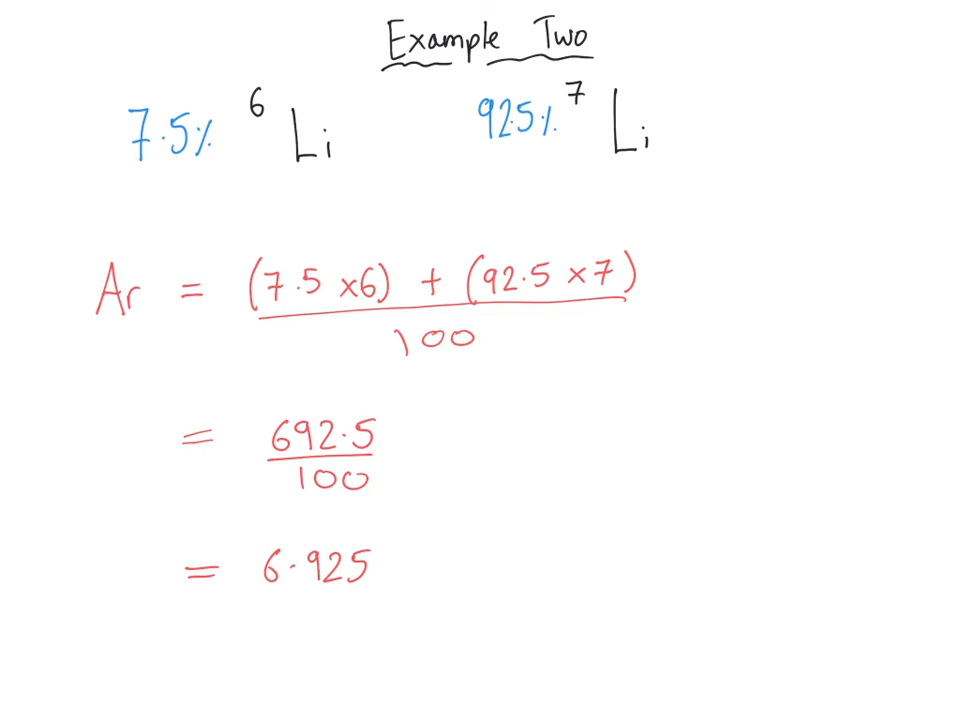 Example Two
7.5% ⁶Li 92.5% ⁷Li
Ar = (7.5 x6) + (92.5 x7)
100
= 692.5
100
= 6.925